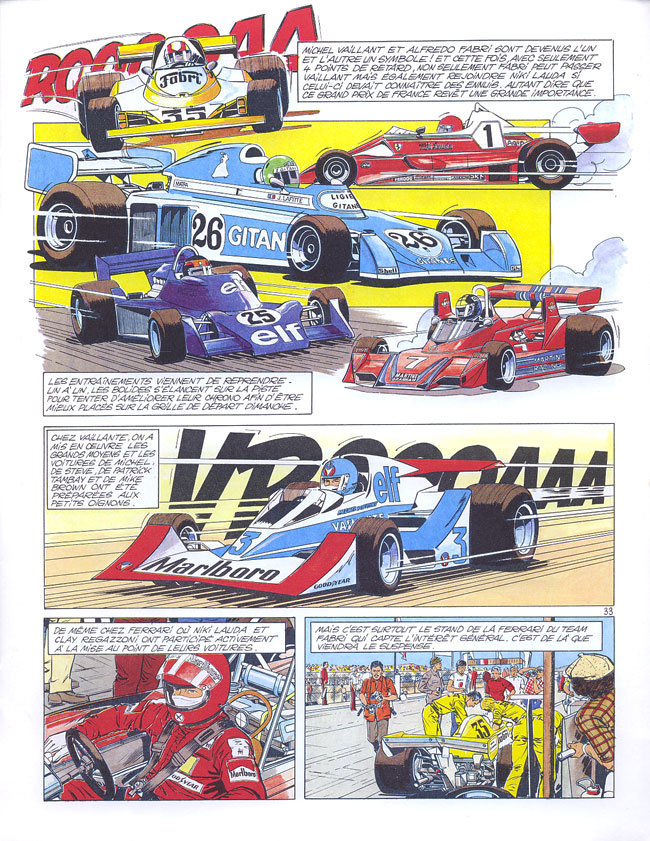 ROOOOAAA
MICHEL VAILLANT ET ALFREDO FABRI SONT DEVENUS L'UN
ET L'AUTRE UN SYMBOLE ! ET CETTE FOIS, AVEC SEULEMENT
4 POINTS DE RETARD, NON SEULEMENT FABRI PEUT PASSER
VAILLANT MAIS ÉGALEMENT REJOINDRE NIKI LAUDA SI
CELUI-CI DEVAIT CONNAÎTRE DES ENNUIS. AUTANT DIRE QUE
CE GRAND PRIX DE FRANCE REVÊT UNE GRANDE IMPORTANCE.
Fabri
35
1
MATRA
J. LAFFITE
LIGIER
GITANES
26
GITANE
26
GITANES
Shell
elf
25
elf
7
MARTINI
MARTINI
RACING
LES ENTRAÎNEMENTS VIENNENT DE REPRENDRE.
UN À UN, LES BOLIDES S'ÉLANCENT SUR LA PISTE
POUR TENTER D'AMÉLIORER LEUR CHRONO AFIN D'ÊTRE
MIEUX PLACÉS SUR LA GRILLE DE DÉPART DIMANCHE.
CHEZ VAILLANTE, ON A
MIS EN ŒUVRE LES
GRANDS MOYENS ET LES
VOITURES DE MICHEL,
DE STEVE, DE PATRICK
TAMBAY ET DE MIKE
BROWN ONT ÉTÉ
PRÉPARÉES AUX
PETITS OIGNONS.
VROOOAAA
elf
3
3
Marlboro
GOODYEAR
33
DE MÊME CHEZ FERRARI OÙ NIKI LAUDA ET
CLAY REGAZZONI ONT PARTICIPÉ ACTIVEMENT
À LA MISE AU POINT DE LEURS VOITURES.
GOODYEAR
Marlboro
MAIS C'EST SURTOUT LE STAND DE LA FERRARI DU TEAM
FABRI QUI CAPTE L'INTÉRÊT GÉNÉRAL. C'EST DE LÀ QUE
VIENDRA LE SUSPENSE.
35